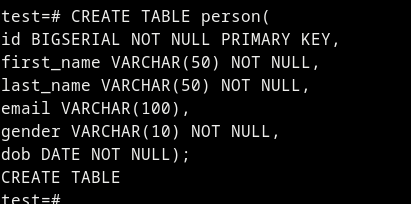 test=# CREATE TABLE person(
id BIGSERIAL NOT NULL PRIMARY KEY,
first_name VARCHAR(50) NOT NULL,
last_name VARCHAR(50) NOT NULL,
email VARCHAR(100),
gender VARCHAR(10) NOT NULL,
dob DATE NOT NULL);
CREATE TABLE
test=#